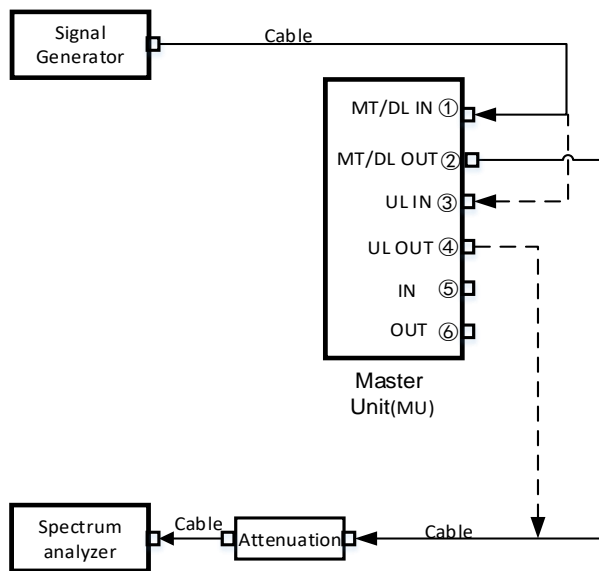 Signal
Generator
Cable
MT/DL IN ①
MT/DL OUT ②
UL IN ③
UL OUT ④
IN ⑤
OUT ⑥
Master
Unit(MU)
Spectrum
analyzer
Cable
Attenuation
Cable